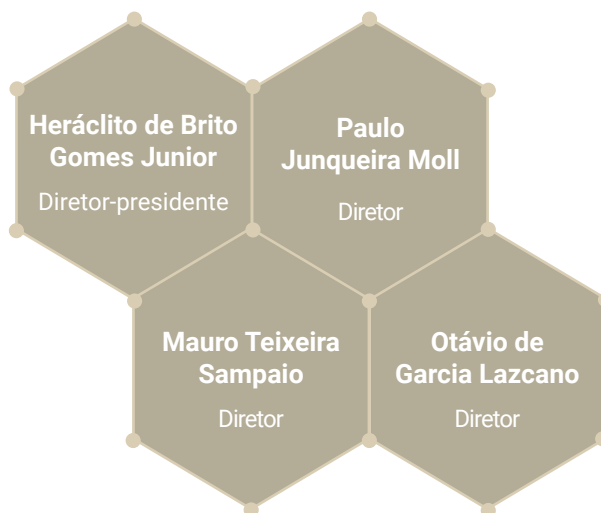 Heráclito de Brito
Gomes Junior
Diretor-presidente
Paulo
Junqueira Moll
Diretor
Mauro Teixeira
Sampaio
Diretor
Otávio de
Garcia Lazcano
Diretor